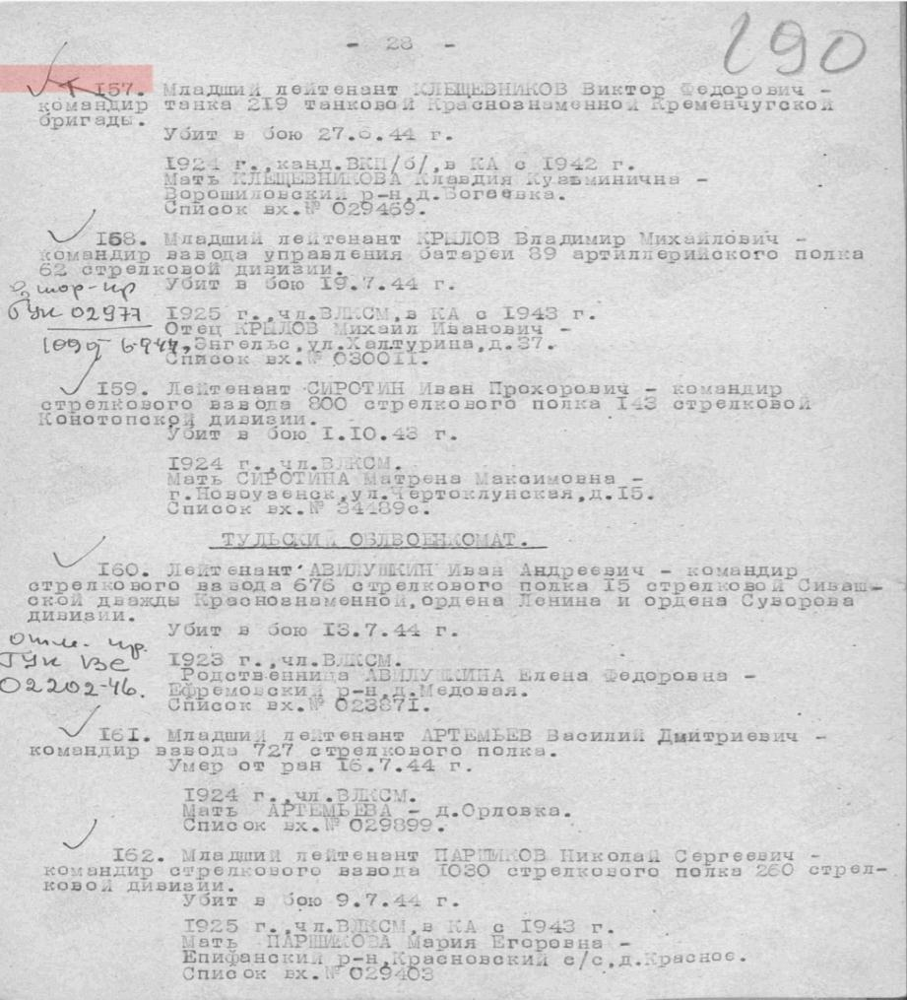 - 28 -
190
157. Младший лейтенант КЛЕЩЕВНИКОВ Виктор Федорович -
командир танка 219 танковой Краснознаменной Кременчугской
бригады.
Убит в бою 27.6.44 г.
1924 г.,канд.ВКП/б/,в КА с 1942 г.
Мать КЛЕЩЕВНИКОВА Клавдия Кузьминична -
Ворошиловский р-н,д.Богаевка.
Список вх.№ 029469.
158. Младший лейтенант КРЫЛОВ Владимир Михайлович -
командир взвода управления батареи 89 артиллерийского полка
62 стрелковой дивизии.
Убит в бою 19.7.44 г.
ГУК 02977
1925 г.,чл.ВЛКСМ,в КА с 1943 г.
Отец КРЫЛОВ Михаил Иванович -
г.Энгельс,ул.Халтурина,д.37.
Список вх.№ 030011.
159. Лейтенант СИРОТИН Иван Прохорович - командир
стрелкового взвода 800 стрелкового полка 143 стрелковой
Конотопской дивизии.
Убит в бою 1.10.43 г.
1924 г.,чл.ВЛКСМ.
Мать СИРОТИНА Матрена Максимовна -
г.Новоузенск,ул.Чертоклунская,д.15.
Список вх.№ 34489с.
ТУЛЬСКИЙ ОБЛВОЕНКОМАТ.
160. Лейтенант АВИЛУШКИН Иван Андреевич - командир
стрелкового взвода 676 стрелкового полка 15 стрелковой Сиваш-
ской дважды Краснознаменной,ордена Ленина и ордена Суворова
дивизии.
Убит в бою 13.7.44 г.
отм. пр.
ГУК ВС
02202-46.
1923 г.,чл.ВЛКСМ.
Родственница АВИЛУШКИНА Елена Федоровна -
Ефремовский р-н,д.Медовая.
Список вх.№ 023871.
161. Младший лейтенант АРТЕМЬЕВ Василий Дмитриевич -
командир взвода 727 стрелкового полка.
Умер от ран 16.7.44 г.
1924 г.,чл.ВЛКСМ.
Мать АРТЕМЬЕВА - д.Орловка.
Список вх.№ 029899.
162. Младший лейтенант ПАРШИКОВ Николай Сергеевич -
командир стрелкового взвода 1030 стрелкового полка 260 стрел-
ковой дивизии.
Убит в бою 9.7.44 г.
1925 г.,чл.ВЛКСМ,в КА с 1943 г.
Мать ПАРШИКОВА Мария Егоровна -
Епифанский р-н,Красновский с/с,д.Красное.
Список вх.№ 029403